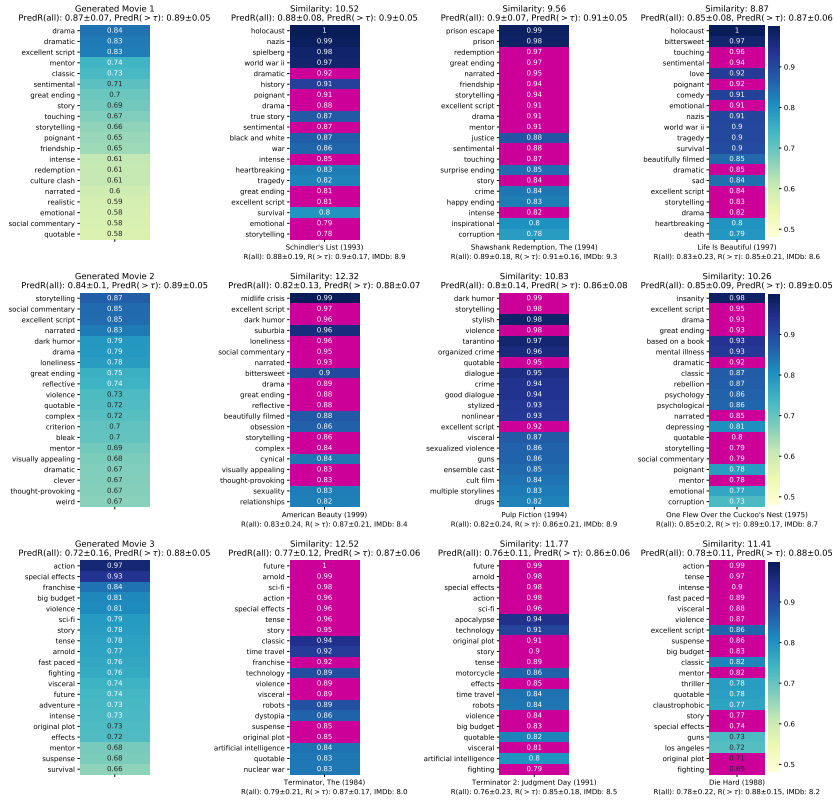 Generated Movie 1
PredR(all): 0.87±0.07, PredR(>τ): 0.89±0.05
drama 0.84
dramatic 0.83
excellent script 0.83
mentor 0.74
classic 0.73
sentimental 0.71
great ending 0.7
story 0.69
touching 0.67
storytelling 0.66
poignant 0.65
friendship 0.65
intense 0.61
redemption 0.61
culture clash 0.61
narrated 0.6
realistic 0.59
emotional 0.58
social commentary 0.58
quotable 0.58
Similarity: 10.52
R(all): 0.88±0.08, R(>τ): 0.9±0.05
holocaust 1
nazis 0.99
spielberg 0.98
world war ii 0.97
dramatic 0.92
history 0.91
poignant 0.91
drama 0.88
true story 0.87
sentimental 0.87
black and white 0.87
war 0.86
intense 0.85
heartbreaking 0.83
tragedy 0.82
great ending 0.81
excellent script 0.81
survival 0.8
emotional 0.79
storytelling 0.78
Schindler's List (1993)
R(all): 0.88±0.19, R(>τ): 0.9±0.17, IMDb: 8.9
Similarity: 9.56
PredR(all): 0.9±0.07, R(>τ): 0.91±0.05
prison escape 0.99
prison 0.98
redemption 0.97
great ending 0.97
narrated 0.95
friendship 0.94
storytelling 0.94
excellent script 0.91
drama 0.91
mentor 0.91
justice 0.88
sentimental 0.88
touching 0.87
surprise ending 0.85
story 0.84
crime 0.84
happy ending 0.83
intense 0.82
inspirational 0.8
corruption 0.78
Shawshank Redemption, The (1994)
R(all): 0.89±0.18, R(>τ): 0.91±0.16, IMDb: 9.3
Similarity: 8.87
PredR(all): 0.85±0.08, R(>τ): 0.87±0.06
holocaust 1
bittersweet 0.97
touching 0.96
sentimental 0.94
love 0.92
poignant 0.92
comedy 0.91
emotional 0.91
nazis 0.91
world war ii 0.9
tragedy 0.9
survival 0.9
beautifully filmed 0.85
dramatic 0.85
sad 0.84
excellent script 0.84
storytelling 0.83
drama 0.82
heartbreaking 0.8
death 0.79
Life Is Beautiful (1997)
R(all): 0.83±0.23, R(>τ): 0.85±0.21, IMDb: 8.6
0.9
0.8
0.7
0.6
0.5
Generated Movie 2
PredR(all): 0.84±0.1, PredR(>τ): 0.89±0.05
storytelling 0.87
social commentary 0.85
excellent script 0.85
narrated 0.83
dark humor 0.79
drama 0.79
loneliness 0.78
great ending 0.75
reflective 0.74
violence 0.73
quotable 0.72
complex 0.72
criterion 0.7
bleak 0.7
mentor 0.69
visually appealing 0.68
dramatic 0.67
clever 0.67
thought-provoking 0.67
weird 0.67
Similarity: 12.32
PredR(all): 0.82±0.13, R(>τ): 0.88±0.07
midlife crisis 0.99
excellent script 0.97
dark humor 0.96
suburbia 0.96
loneliness 0.96
social commentary 0.95
narrated 0.93
bittersweet 0.9
drama 0.89
great ending 0.88
reflective 0.88
beautifully filmed 0.88
obsession 0.86
storytelling 0.86
complex 0.84
cynical 0.84
visually appealing 0.83
thought-provoking 0.83
sexuality 0.83
relationships 0.82
American Beauty (1999)
R(all): 0.83±0.24, R(>τ): 0.87±0.21, IMDb: 8.4
Similarity: 10.83
PredR(all): 0.8±0.14, R(>τ): 0.86±0.08
dark humor 0.99
storytelling 0.98
stylish 0.98
violence 0.98
tarantino 0.97
organized crime 0.96
quotable 0.95
dialogue 0.95
crime 0.94
good dialogue 0.94
stylized 0.93
nonlinear 0.93
excellent script 0.92
visceral 0.87
sexualized violence 0.86
guns 0.86
ensemble cast 0.85
cult film 0.84
multiple storylines 0.83
drugs 0.82
Pulp Fiction (1994)
R(all): 0.82±0.24, R(>τ): 0.86±0.21, IMDb: 8.9
Similarity: 10.26
PredR(all): 0.85±0.09, R(>τ): 0.89±0.05
insanity 0.98
excellent script 0.95
drama 0.93
great ending 0.93
based on a book 0.93
mental illness 0.93
dramatic 0.92
classic 0.87
rebellion 0.87
psychology 0.86
psychological 0.86
narrated 0.85
depressing 0.81
quotable 0.8
storytelling 0.79
social commentary 0.79
poignant 0.78
mentor 0.78
emotional 0.77
corruption 0.73
One Flew Over the Cuckoo's Nest (1975)
R(all): 0.85±0.2, R(>τ): 0.89±0.17, IMDb: 8.7
0.9
0.8
0.7
0.6
0.5
Generated Movie 3
PredR(all): 0.72±0.16, PredR(>τ): 0.88±0.05
action 0.97
special effects 0.93
franchise 0.84
big budget 0.81
violence 0.81
sci-fi 0.79
story 0.78
tense 0.78
arnold 0.77
fast paced 0.76
fighting 0.76
visceral 0.74
future 0.74
adventure 0.73
intense 0.73
original plot 0.73
effects 0.72
mentor 0.68
suspense 0.68
survival 0.66
Similarity: 12.52
PredR(all): 0.77±0.12, R(>τ): 0.87±0.06
future 1
arnold 0.99
sci-fi 0.98
action 0.96
special effects 0.96
tense 0.96
story 0.95
classic 0.94
time travel 0.92
franchise 0.92
technology 0.89
violence 0.89
visceral 0.89
robots 0.89
dystopia 0.86
suspense 0.85
original plot 0.85
artificial intelligence 0.84
quotable 0.83
nuclear war 0.83
Terminator, The (1984)
R(all): 0.79±0.21, R(>τ): 0.87±0.17, IMDb: 8.0
Similarity: 11.77
PredR(all): 0.76±0.11, R(>τ): 0.86±0.06
future 0.99
arnold 0.98
special effects 0.98
action 0.98
sci-fi 0.96
apocalypse 0.94
technology 0.91
original plot 0.91
story 0.9
tense 0.89
motorcycle 0.86
effects 0.85
time travel 0.84
robots 0.84
violence 0.84
big budget 0.83
quotable 0.82
visceral 0.81
artificial intelligence 0.8
fighting 0.79
Terminator 2: Judgment Day (1991)
R(all): 0.76±0.23, R(>τ): 0.85±0.18, IMDb: 8.5
Similarity: 11.41
PredR(all): 0.78±0.11, R(>τ): 0.88±0.05
action 0.99
tense 0.97
intense 0.9
fast paced 0.89
visceral 0.88
violence 0.87
excellent script 0.86
suspense 0.86
big budget 0.83
classic 0.82
mentor 0.82
thriller 0.78
quotable 0.78
claustrophobic 0.77
story 0.77
special effects 0.74
guns 0.73
los angeles 0.72
original plot 0.71
fighting 0.69
Die Hard (1988)
R(all): 0.78±0.22, R(>τ): 0.88±0.15, IMDb: 8.2
0.9
0.8
0.7
0.6
0.5